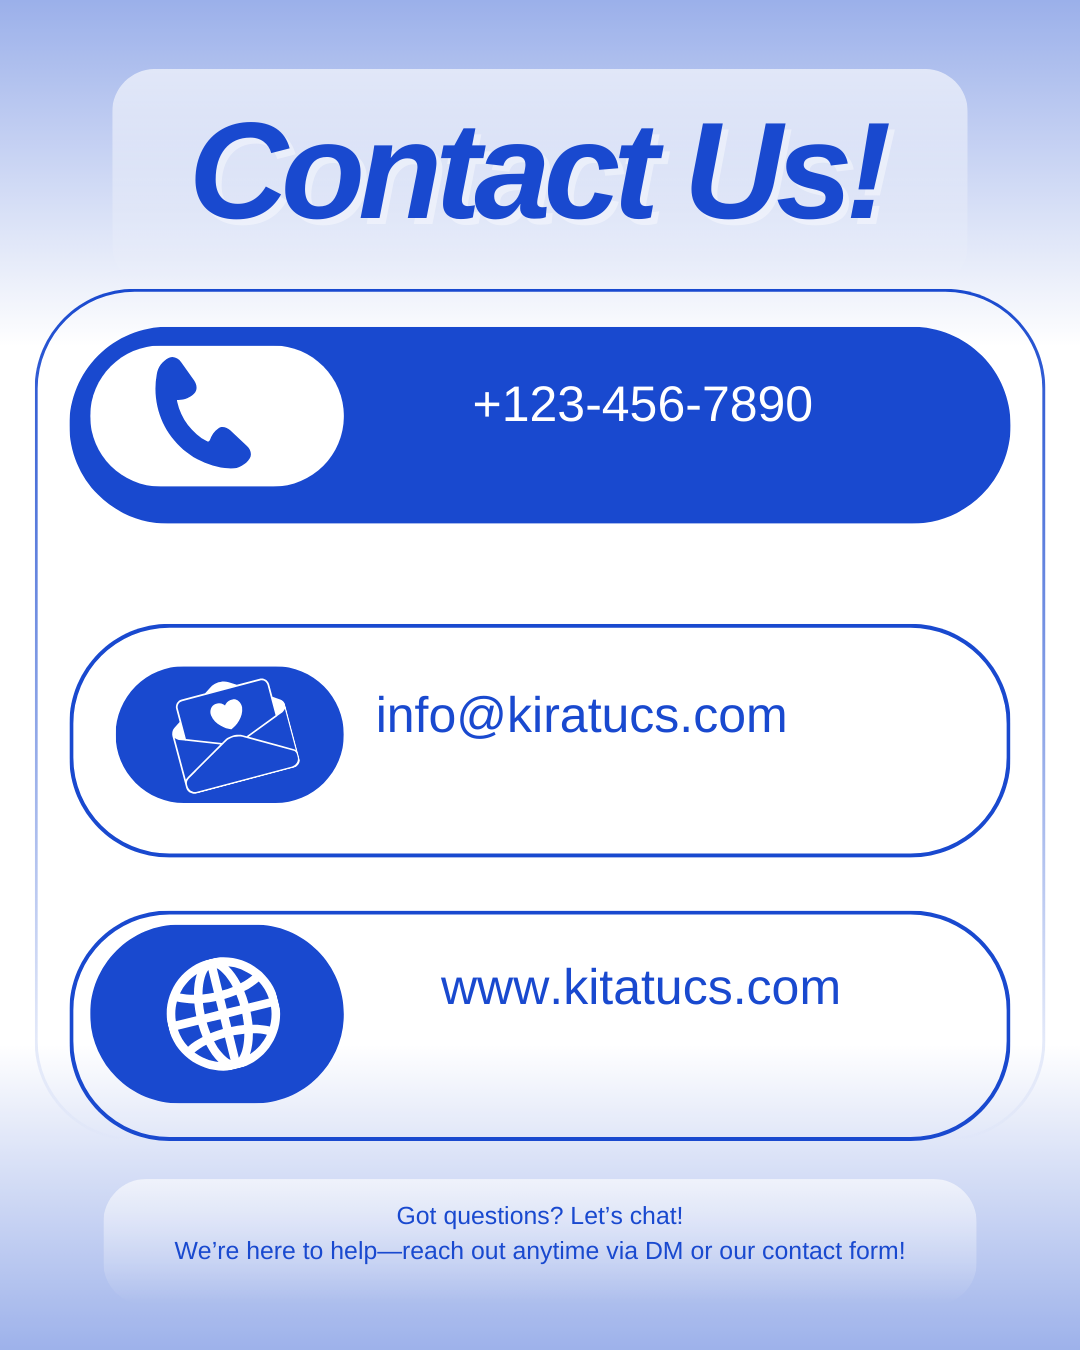 Contact Us!
+123-456-7890
info@kiratucs.com
www.kitatucs.com
Got questions? Let’s chat!
We’re here to help—reach out anytime via DM or our contact form!